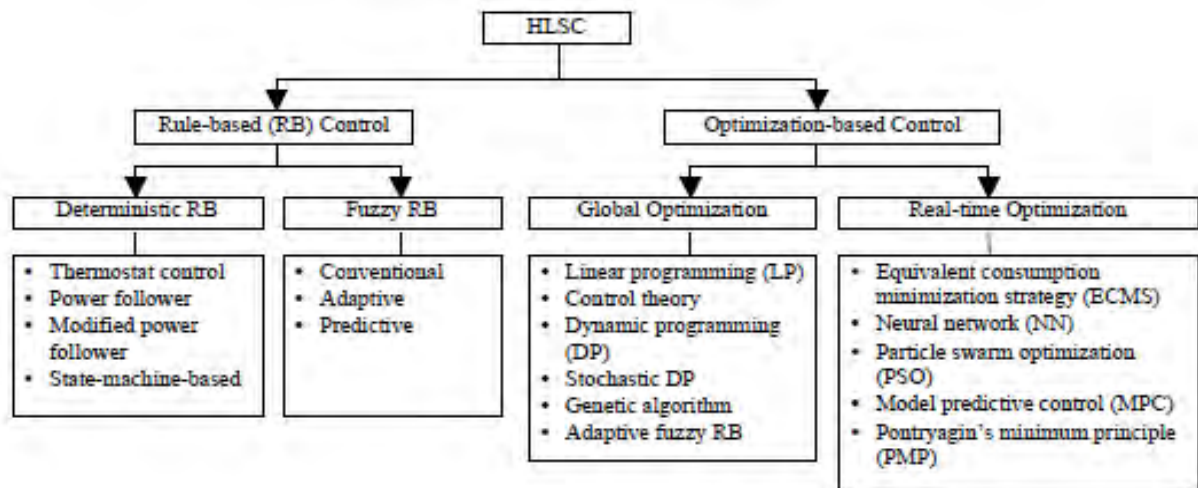 HLSC
Rule-based (RB) Control
Optimization-based Control
Deterministic RB
Fuzzy RB
Global Optimization
Real-time Optimization
• Thermostat control
• Power follower
• Modified power
follower
• State-machine-based
• Conventional
• Adaptive
• Predictive
• Linear programming (LP)
• Control theory
• Dynamic programming
(DP)
• Stochastic DP
• Genetic algorithm
• Adaptive fuzzy RB
• Equivalent consumption
minimization strategy (ECMS)
• Neural network (NN)
• Particle swarm optimization
(PSO)
• Model predictive control (MPC)
• Pontryagin's minimum principle
(PMP)